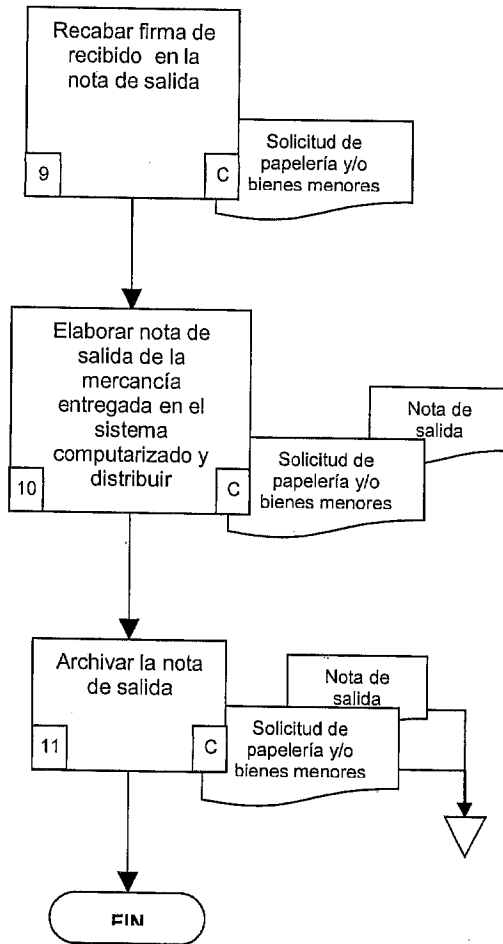 Recabar firma de
recibido en la
nota de salida
9
C
Solicitud de
papelería y/o
bienes menores
Elaborar nota de
salida de la
mercancía
entregada en el
sistema
computarizado y
distribuir
10
C
Solicitud de
papelería y/o
bienes menores
Nota de
salida
Archivar la nota
de salida
11
C
Solicitud de
papelería y/o
bienes menores
Nota de
salida
FIN